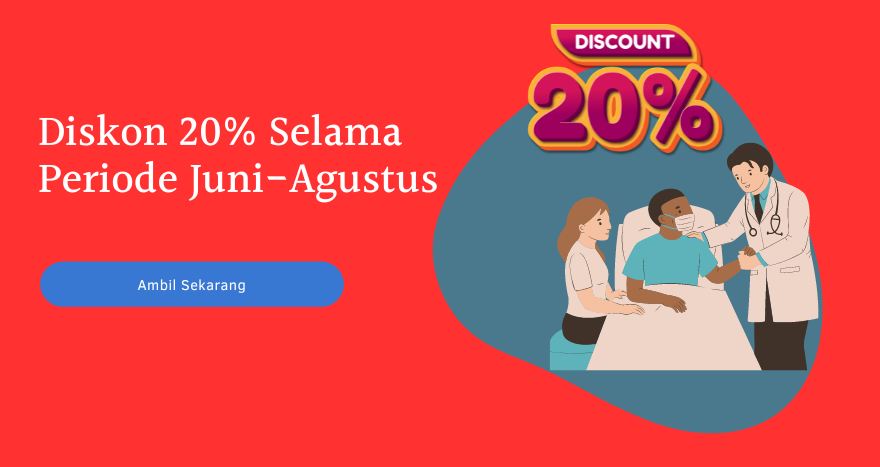 DISCOUNT
20%
Diskon 20% Selama
Periode Juni-Agustus
Ambil Sekarang